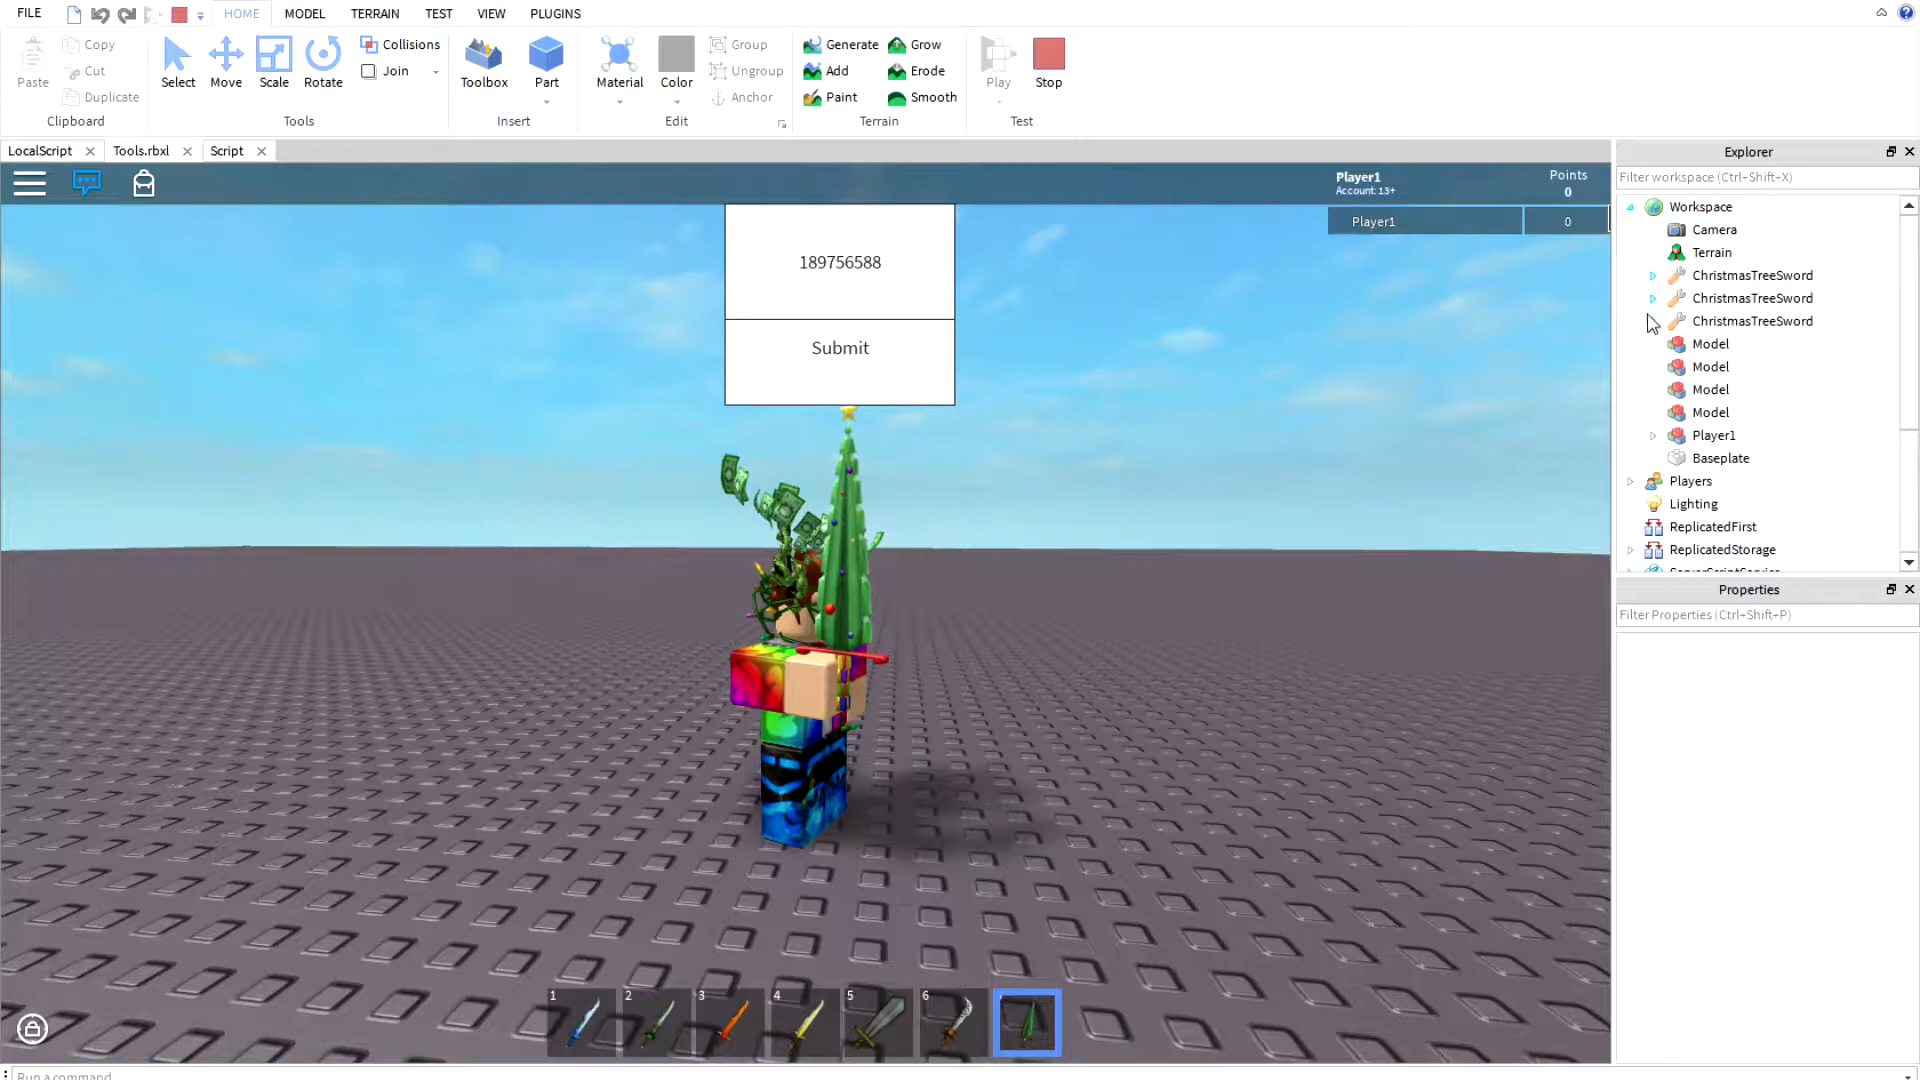 FILE HOME MODEL TERRAIN TEST VIEW PLUGINS
Paste Copy Cut Duplicate
Clipboard
Select Move Scale Rotate Collisions Join
Tools
Toolbox Part
Insert
Material Color Group Ungroup Anchor
Edit
Generate Grow
Add Erode
Paint Smooth
Terrain
Play Stop
Test
LocalScript Tools.rbxl Script
Player1
Account: 13+
Points
0
Player1 0
189756588
Submit
1 2 3 4 5 6
Run a command
Explorer
Filter workspace (Ctrl+Shift+X)
Workspace
Camera
Terrain
ChristmasTreeSword
ChristmasTreeSword
ChristmasTreeSword
Model
Model
Model
Model
Player1
Baseplate
Players
Lighting
ReplicatedFirst
ReplicatedStorage
ServerScriptService
Properties
Filter Properties (Ctrl+Shift+P)